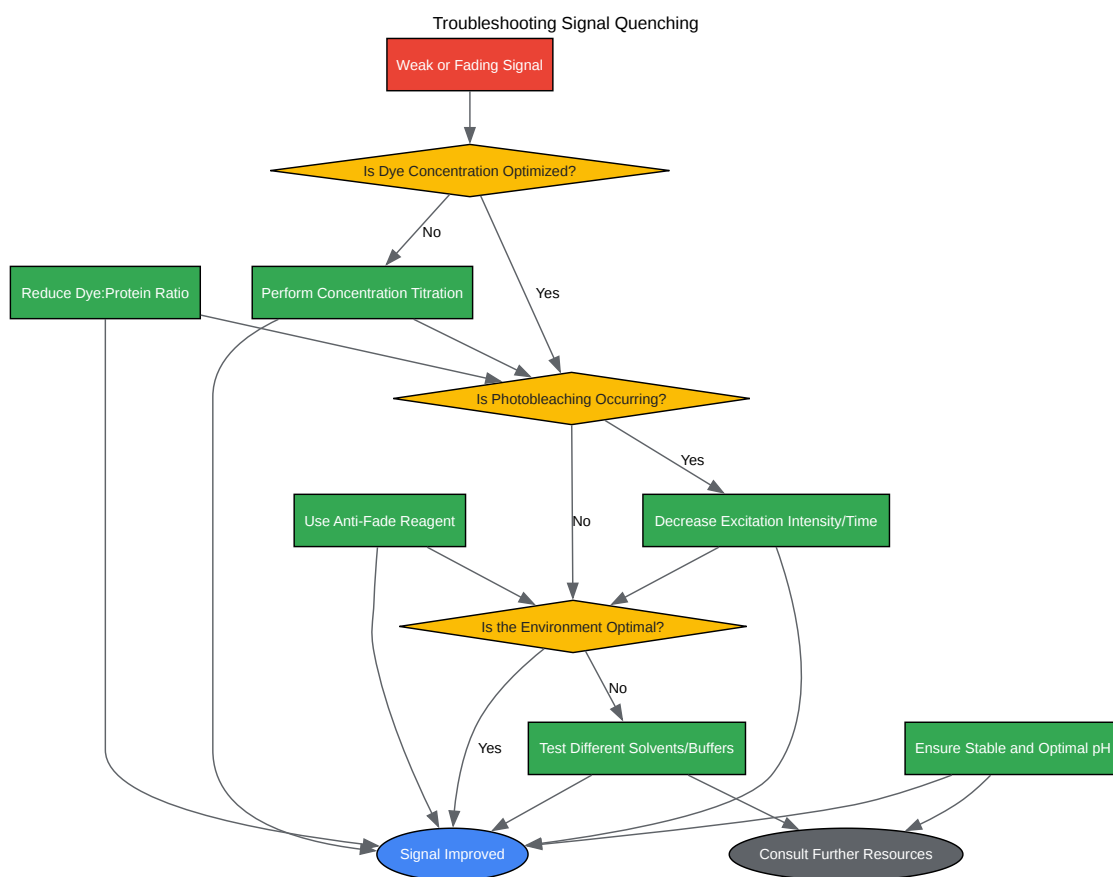 Troubleshooting Signal Quenching
Weak or Fading Signal
Is Dye Concentration Optimized?
No
Yes
Reduce Dye:Protein Ratio
Perform Concentration Titration
Is Photobleaching Occurring?
Yes
No
Use Anti-Fade Reagent
Decrease Excitation Intensity/Time
Is the Environment Optimal?
No
Yes
Test Different Solvents/Buffers
Ensure Stable and Optimal pH
Signal Improved
Consult Further Resources